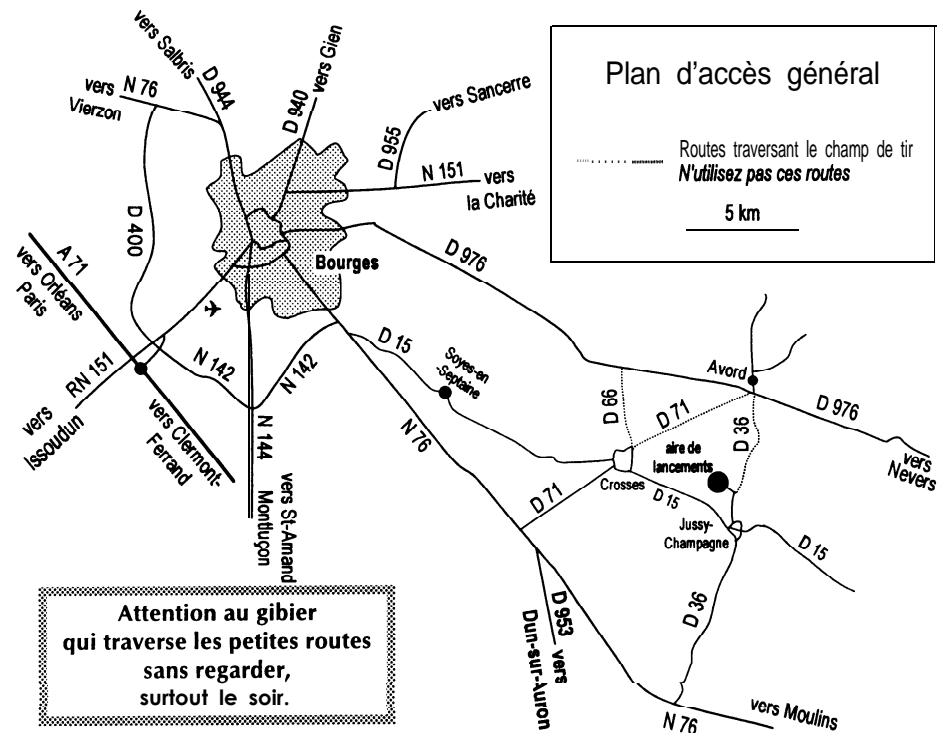 Plan d'accès général
Routes traversant le champ de tir
N'utilisez pas ces routes
5 km
vers Salbris
D 944
vers Gien
D 940
vers
Vierzon
N 76
vers Sancerre
D 955
N 151
vers
la Charité
D 400
A 71
vers Orléans
Paris
Bourges
D 976
RN 151
vers
Issoudun
N 142
N 142
D 15
Soyes-en
-Septaine
Avord
D 66
D 71
D 36
D 976
vers
Nevers
vers Clermont-
Ferrand
N 144
vers St-Amand
Montluçon
N 76
D 71
Crosses
aire de
lancements
D 15
Jussy-
Champagne
D 15
D 36
D 953
vers
Dun-sur-Auron
N 76
vers Moulins
Attention au gibier
qui traverse les petites routes
sans regarder,
surtout le soir.